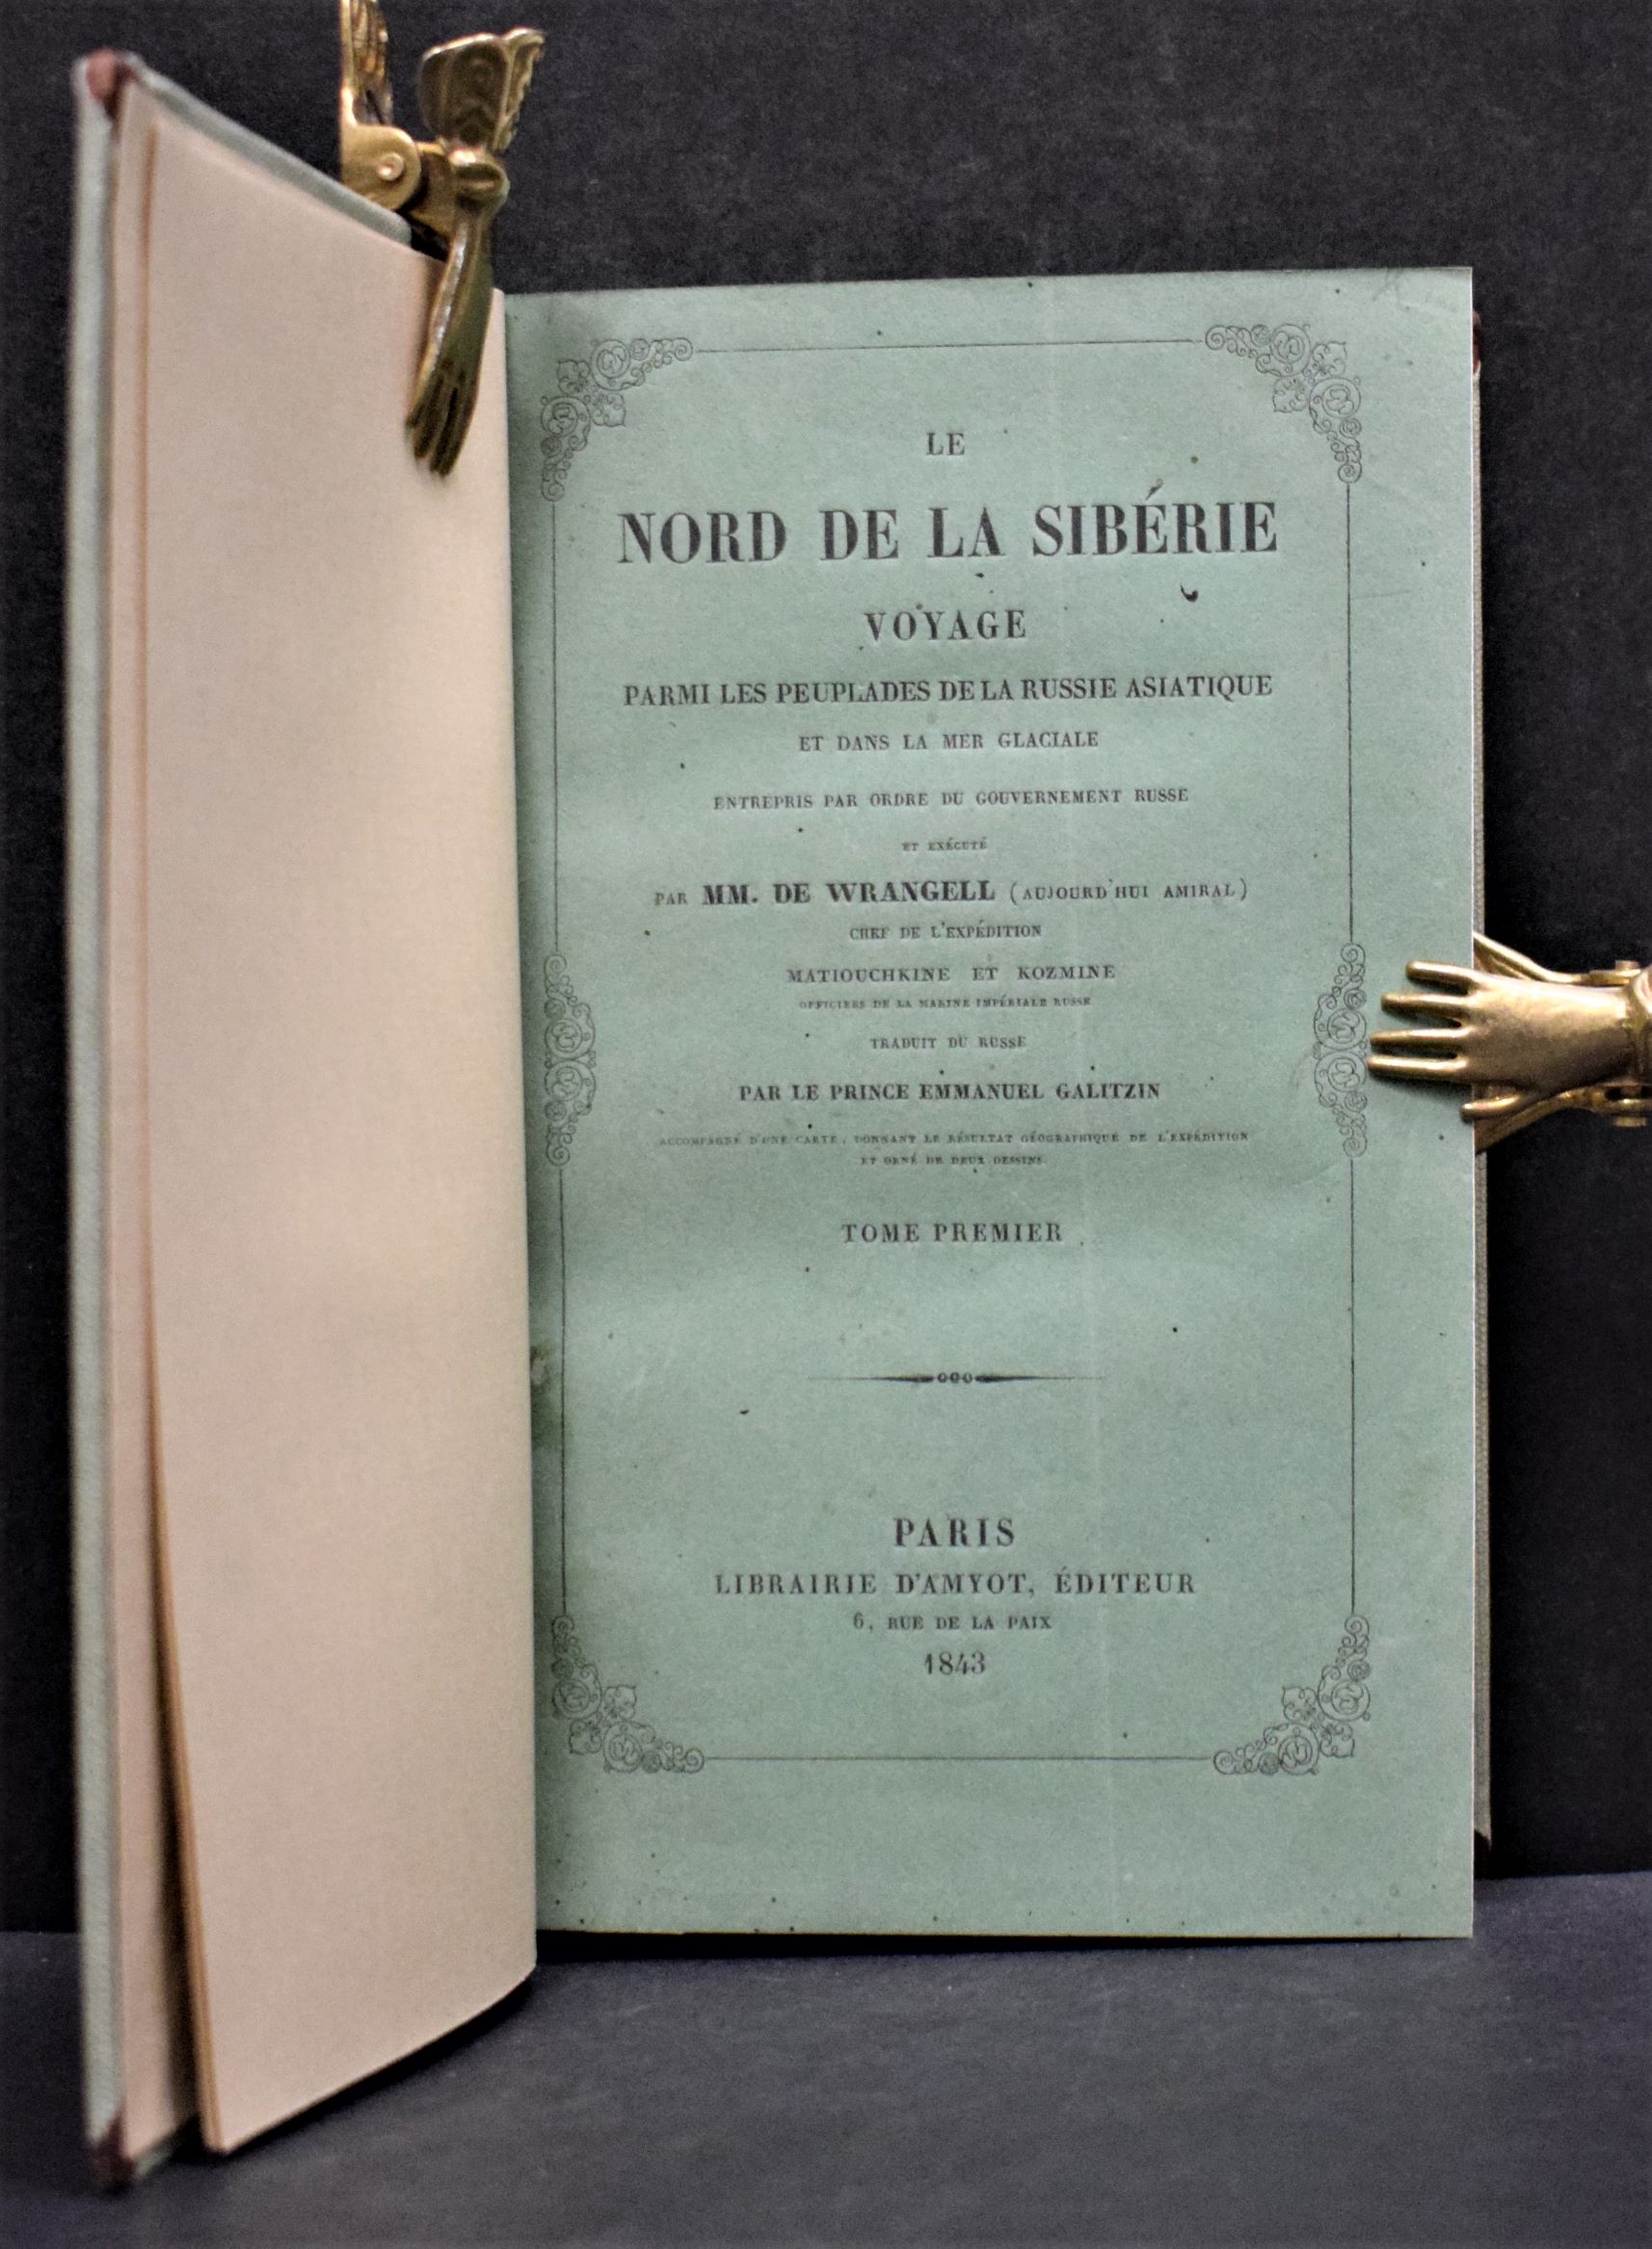 LE
NORD DE LA SIBÉRIE
VOYAGE
PARMI LES PEUPLADES DE LA RUSSIE ASIATIQUE
ET DANS LA MER GLACIALE
ENTREPRIS PAR ORDRE DU GOUVERNEMENT RUSSE
ET EXÉCUTÉ
PAR MM. DE WRANGELL (AUJOURD'HUI AMIRAL)
CHEF DE L'EXPÉDITION
MATIOUCHKINE ET KOZMINE
OFFICIERS DE LA MARINE IMPÉRIALE RUSSE
TRADUIT DU RUSSE
PAR LE PRINCE EMMANUEL GALITZIN
ACCOMPAGNÉ D'UNE CARTE, DONNANT LE RÉSULTAT GÉOGRAPHIQUE DE L'EXPÉDITION
ET ORNÉ DE DEUX DESSINS.
TOME PREMIER
PARIS
LIBRAIRIE D'AMYOT, ÉDITEUR
6, RUE DE LA PAIX
1843